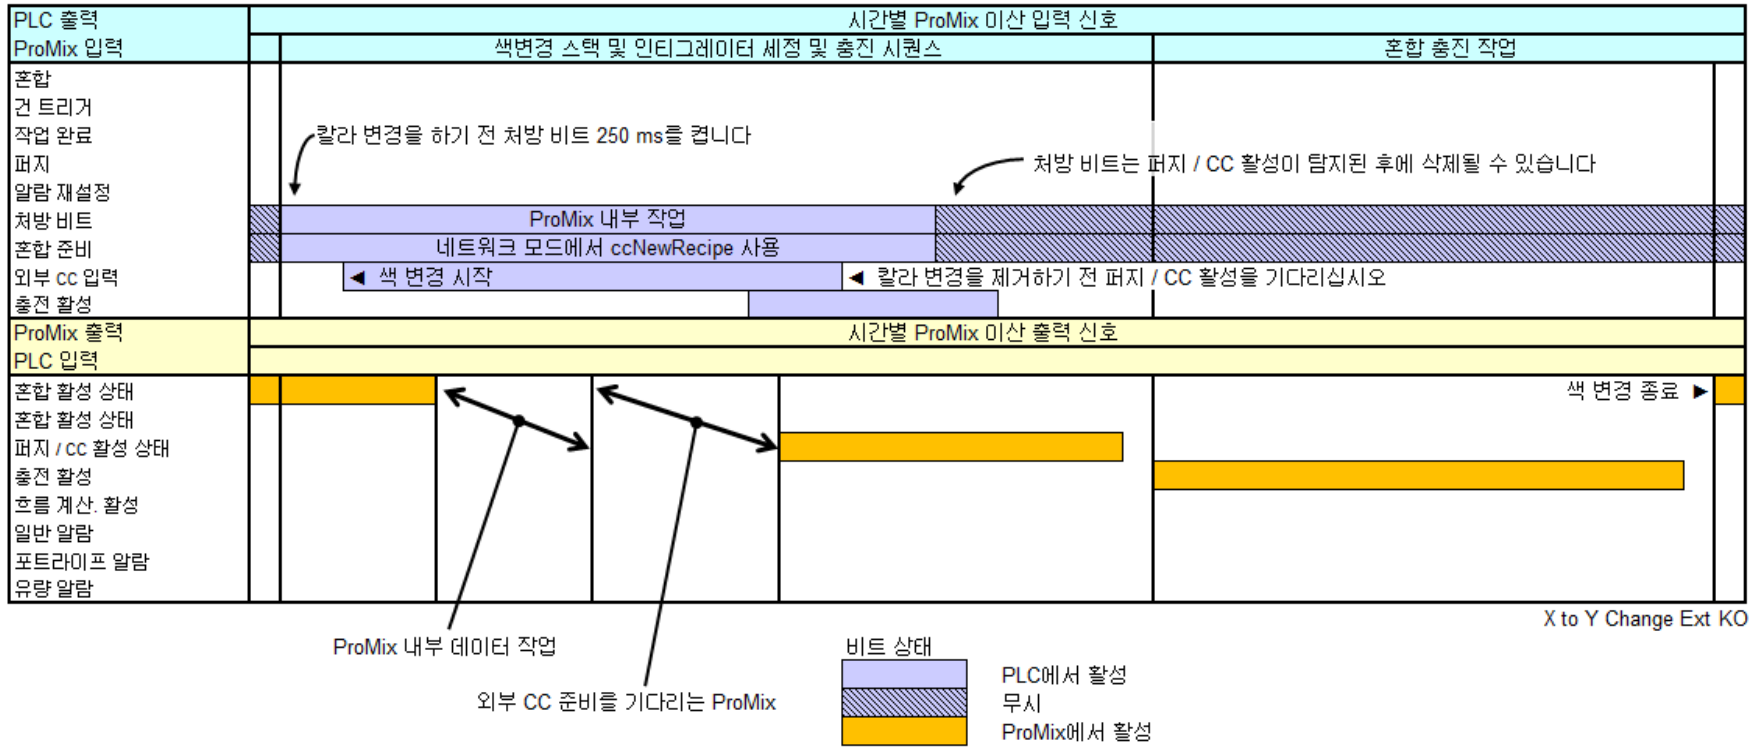 PLC 출력
시간별 ProMix 이산 입력 신호
ProMix 입력
색변경 스택 및 인티그레이터 세정 및 충진 시퀀스
혼합 충진 작업
혼합
건 트리거
작업 완료
칼라 변경을 하기 전 처방 비트 250 ms를 켭니다
퍼지
처방 비트는 퍼지 / CC 활성이 탐지된 후에 삭제될 수 있습니다
알람 재설정
처방 비트
ProMix 내부 작업
혼합 준비
네트워크 모드에서 ccNewRecipe 사용
외부 CC 입력
◄ 색 변경 시작
◄ 칼라 변경을 제거하기 전 퍼지 / CC 활성을 기다리십시오
충전 활성
ProMix 출력
시간별 ProMix 이산 출력 신호
PLC 입력
혼합 활성 상태
색 변경 종료 ►
혼합 활성 상태
퍼지 / CC 활성 상태
충전 활성
흐름 계산. 활성
일반 알람
포트라이프 알람
유량 알람
X to Y Change Ext KO
ProMix 내부 데이터 작업
비트 상태
PLC에서 활성
외부 CC 준비를 기다리는 ProMix
무시
ProMix에서 활성